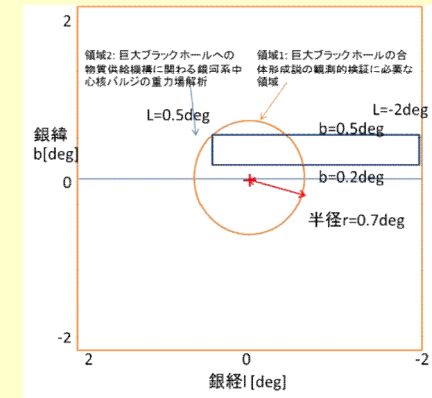 2
領域2: 巨大ブラックホールへの
物質供給機構に関わる銀河系中
心核バルジの重力場解析
領域1: 巨大ブラックホールの合
体形成説の観測的検証に必要な
領域
L=0.5deg
L=-2deg
b=0.5deg
銀緯
b[deg]
0
b=0.2deg
半径r=0.7deg
-2
2
0
-2
銀経l [deg]